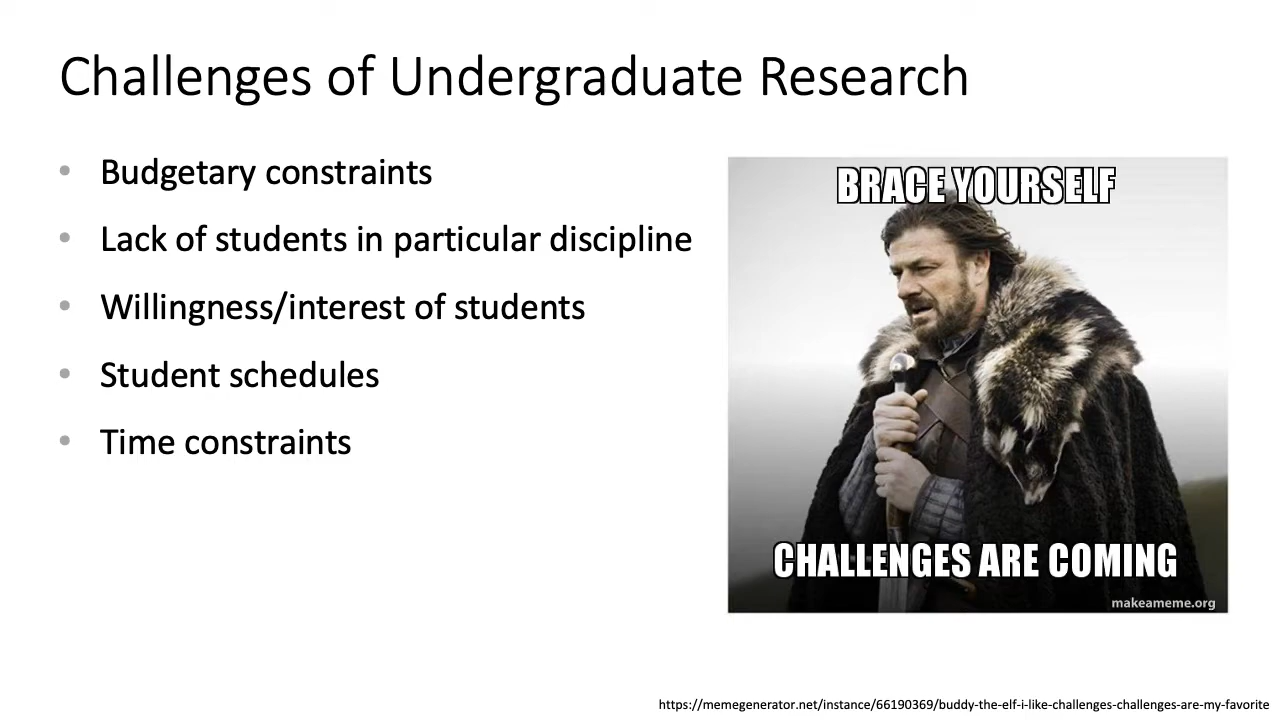 Challenges of Undergraduate Research
• Budgetary constraints
• Lack of students in particular discipline
• Willingness/interest of students
• Student schedules
• Time constraints
BRACE YOURSELF
CHALLENGES ARE COMING
makeameme.org
https://memegenerator.net/instance/66190369/buddy-the-elf-i-like-challenges-challenges-are-my-favorite